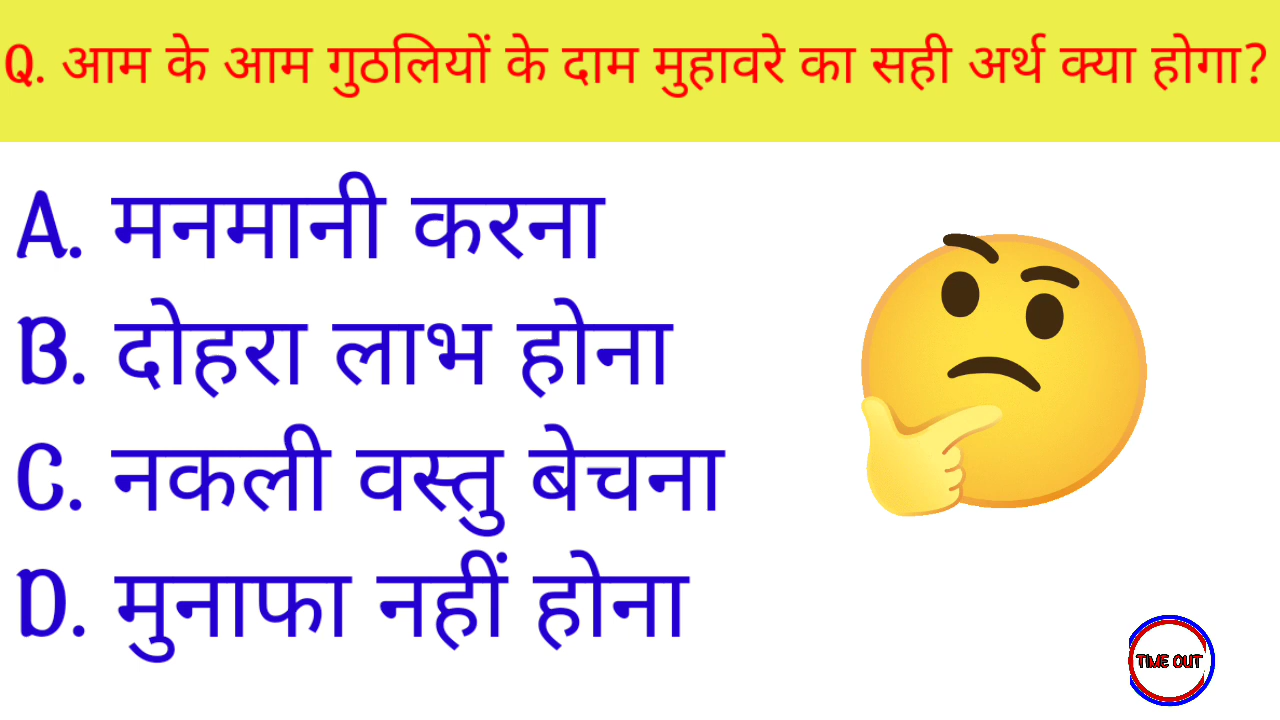 Q. आम के आम गुठलियों के दाम मुहावरे का सही अर्थ क्या होगा?
A. मनमानी करना
B. दोहरा लाभ होना
C. नकली वस्तु बेचना
D. मुनाफा नहीं होना
TIME OUT